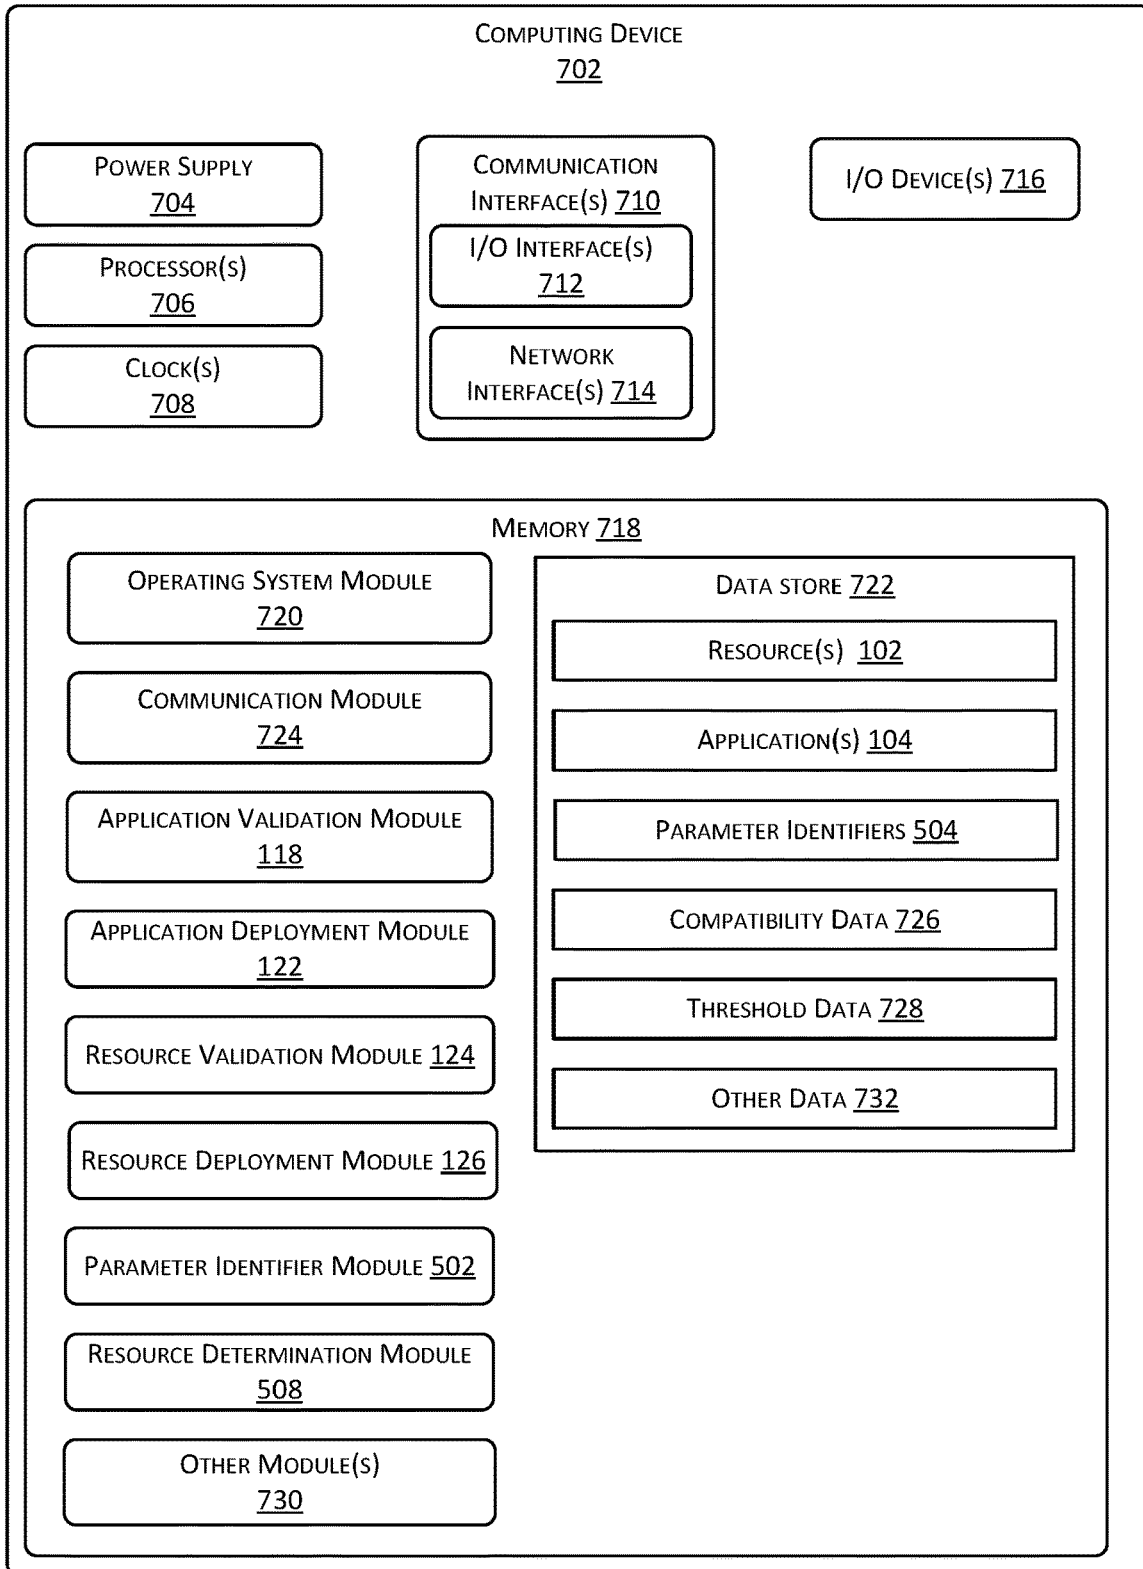 COMPUTING DEVICE
702
POWER SUPPLY
704
PROCESSOR(S)
706
CLOCK(S)
708
COMMUNICATION
INTERFACE(S) 710
I/O INTERFACE(S)
712
NETWORK
INTERFACE(S) 714
I/O DEVICE(S) 716
MEMORY 718
OPERATING SYSTEM MODULE
720
COMMUNICATION MODULE
724
APPLICATION VALIDATION MODULE
118
APPLICATION DEPLOYMENT MODULE
122
RESOURCE VALIDATION MODULE 124
RESOURCE DEPLOYMENT MODULE 126
PARAMETER IDENTIFIER MODULE 502
RESOURCE DETERMINATION MODULE
508
OTHER MODULE(S)
730
DATA STORE 722
RESOURCE(S) 102
APPLICATION(S) 104
PARAMETER IDENTIFIERS 504
COMPATIBILITY DATA 726
THRESHOLD DATA 728
OTHER DATA 732